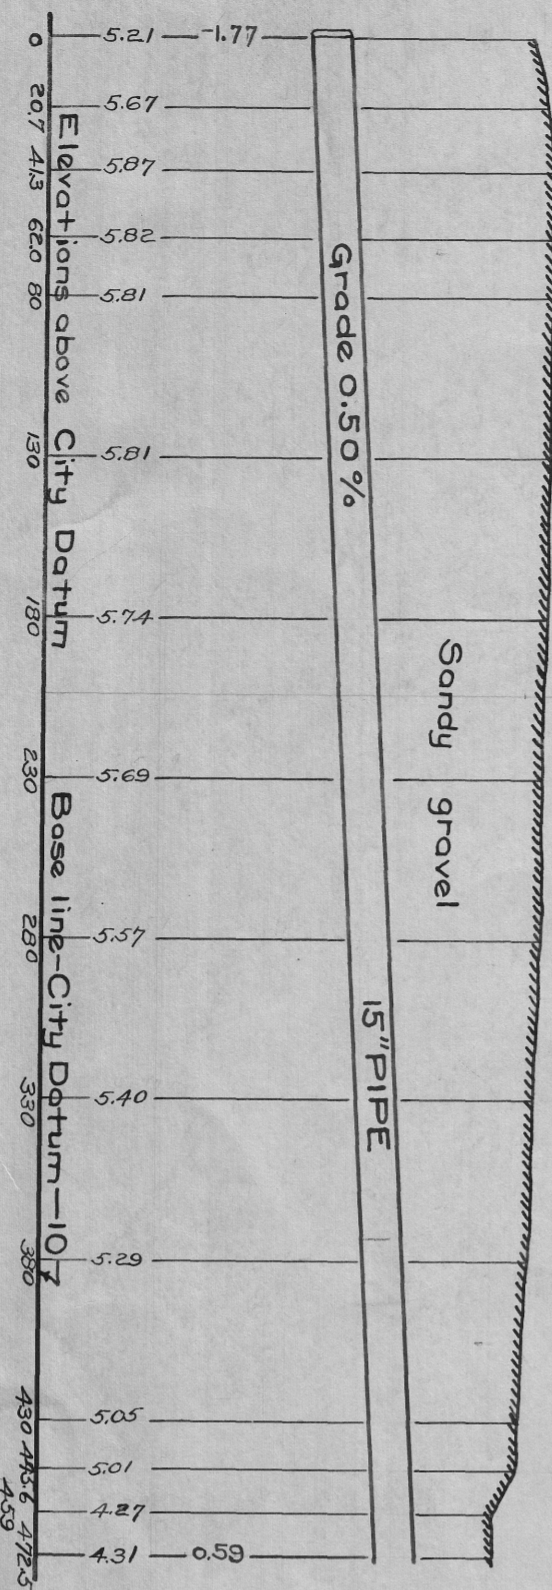 5.21 -1.77
5.67
5.87
5.82
5.81
5.81
5.74
5.69
5.57
5.40
5.29
5.05
5.01
4.27
4.31 0.59
0 20.7 41.3 62.0 80 130 180 230 280 330 380 430 443.6 459 472.5
Elevations above City Datum
Base line-City Datum-10
Grade 0.50%
15" PIPE
Sandy gravel